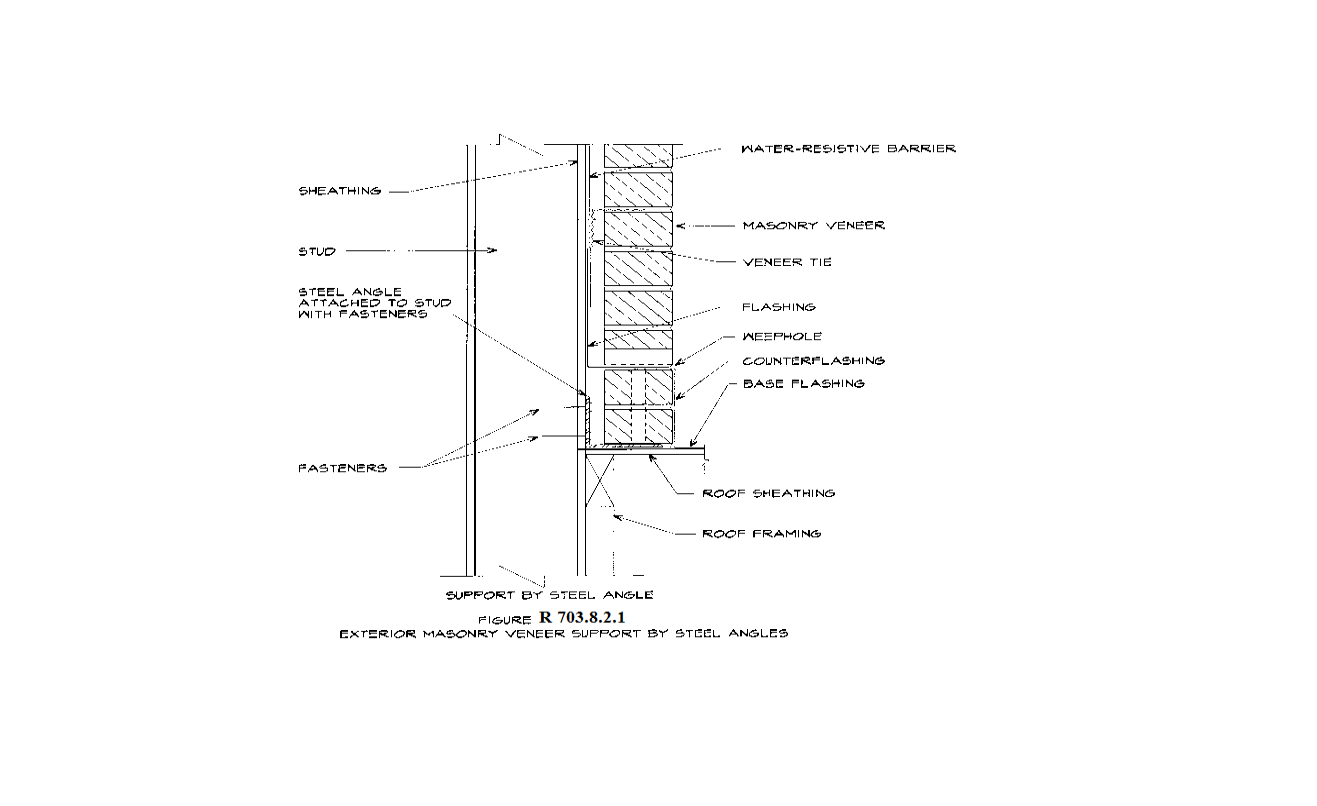 WATER-RESISTIVE BARRIER
SHEATHING
MASONRY VENEER
STUD
VENEER TIE
STEEL ANGLE
ATTACHED TO STUD
WITH FASTENERS
FLASHING
WEEPHOLE
COUNTERFLASHING
BASE FLASHING
FASTENERS
ROOF SHEATHING
ROOF FRAMING
SUPPORT BY STEEL ANGLE
FIGURE R 703.8.2.1
EXTERIOR MASONRY VENEER SUPPORT BY STEEL ANGLES